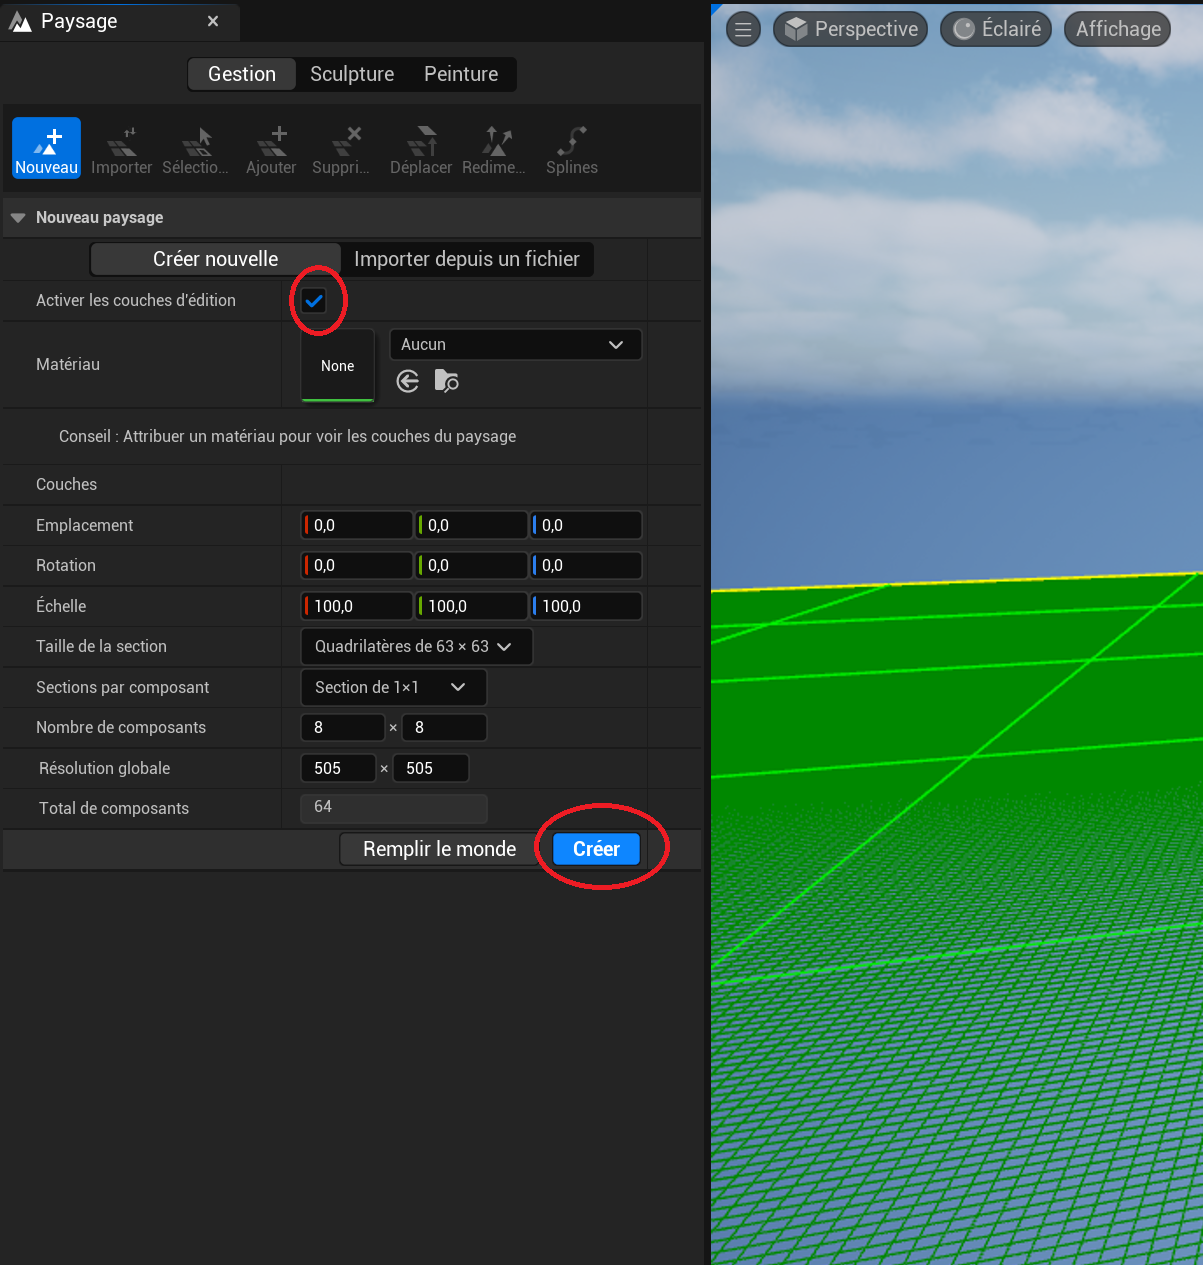 Paysage
Perspective
Éclairé
Affichage
Gestion Sculpture Peinture
Nouveau Importer Sélectio... Ajouter Suppri... Déplacer Redime... Splines
Nouveau paysage
Créer nouvelle Importer depuis un fichier
Activer les couches d'édition
Matériau None Aucun
Conseil : Attribuer un matériau pour voir les couches du paysage
Couches
Emplacement 0,0 0,0 0,0
Rotation 0,0 0,0 0,0
Échelle 100,0 100,0 100,0
Taille de la section Quadrilatères de 63 × 63
Sections par composant Section de 1×1
Nombre de composants 8 × 8
Résolution globale 505 × 505
Total de composants 64
Remplir le monde Créer